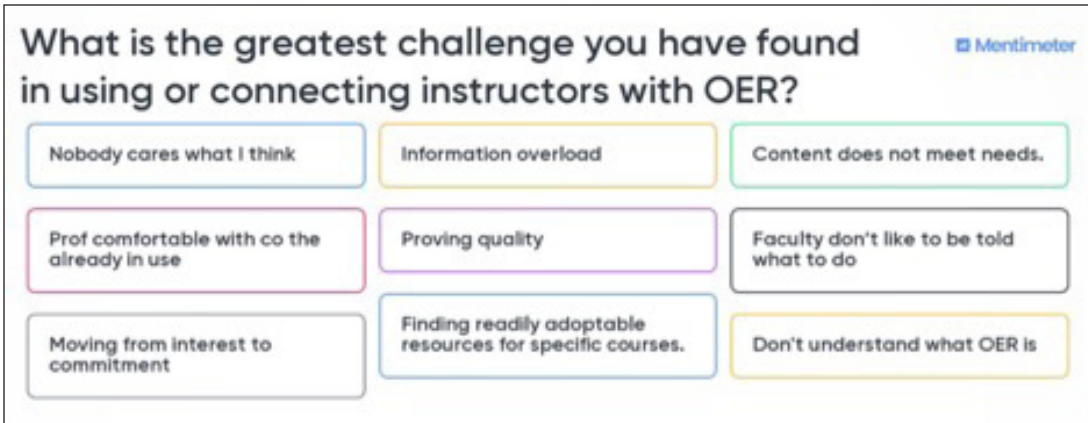 What is the greatest challenge you have found
in using or connecting instructors with OER?
Mentimeter
Nobody cares what I think
Information overload
Content does not meet needs.
Prof comfortable with co the
already in use
Proving quality
Faculty don't like to be told
what to do
Moving from interest to
commitment
Finding readily adoptable
resources for specific courses.
Don't understand what OER is